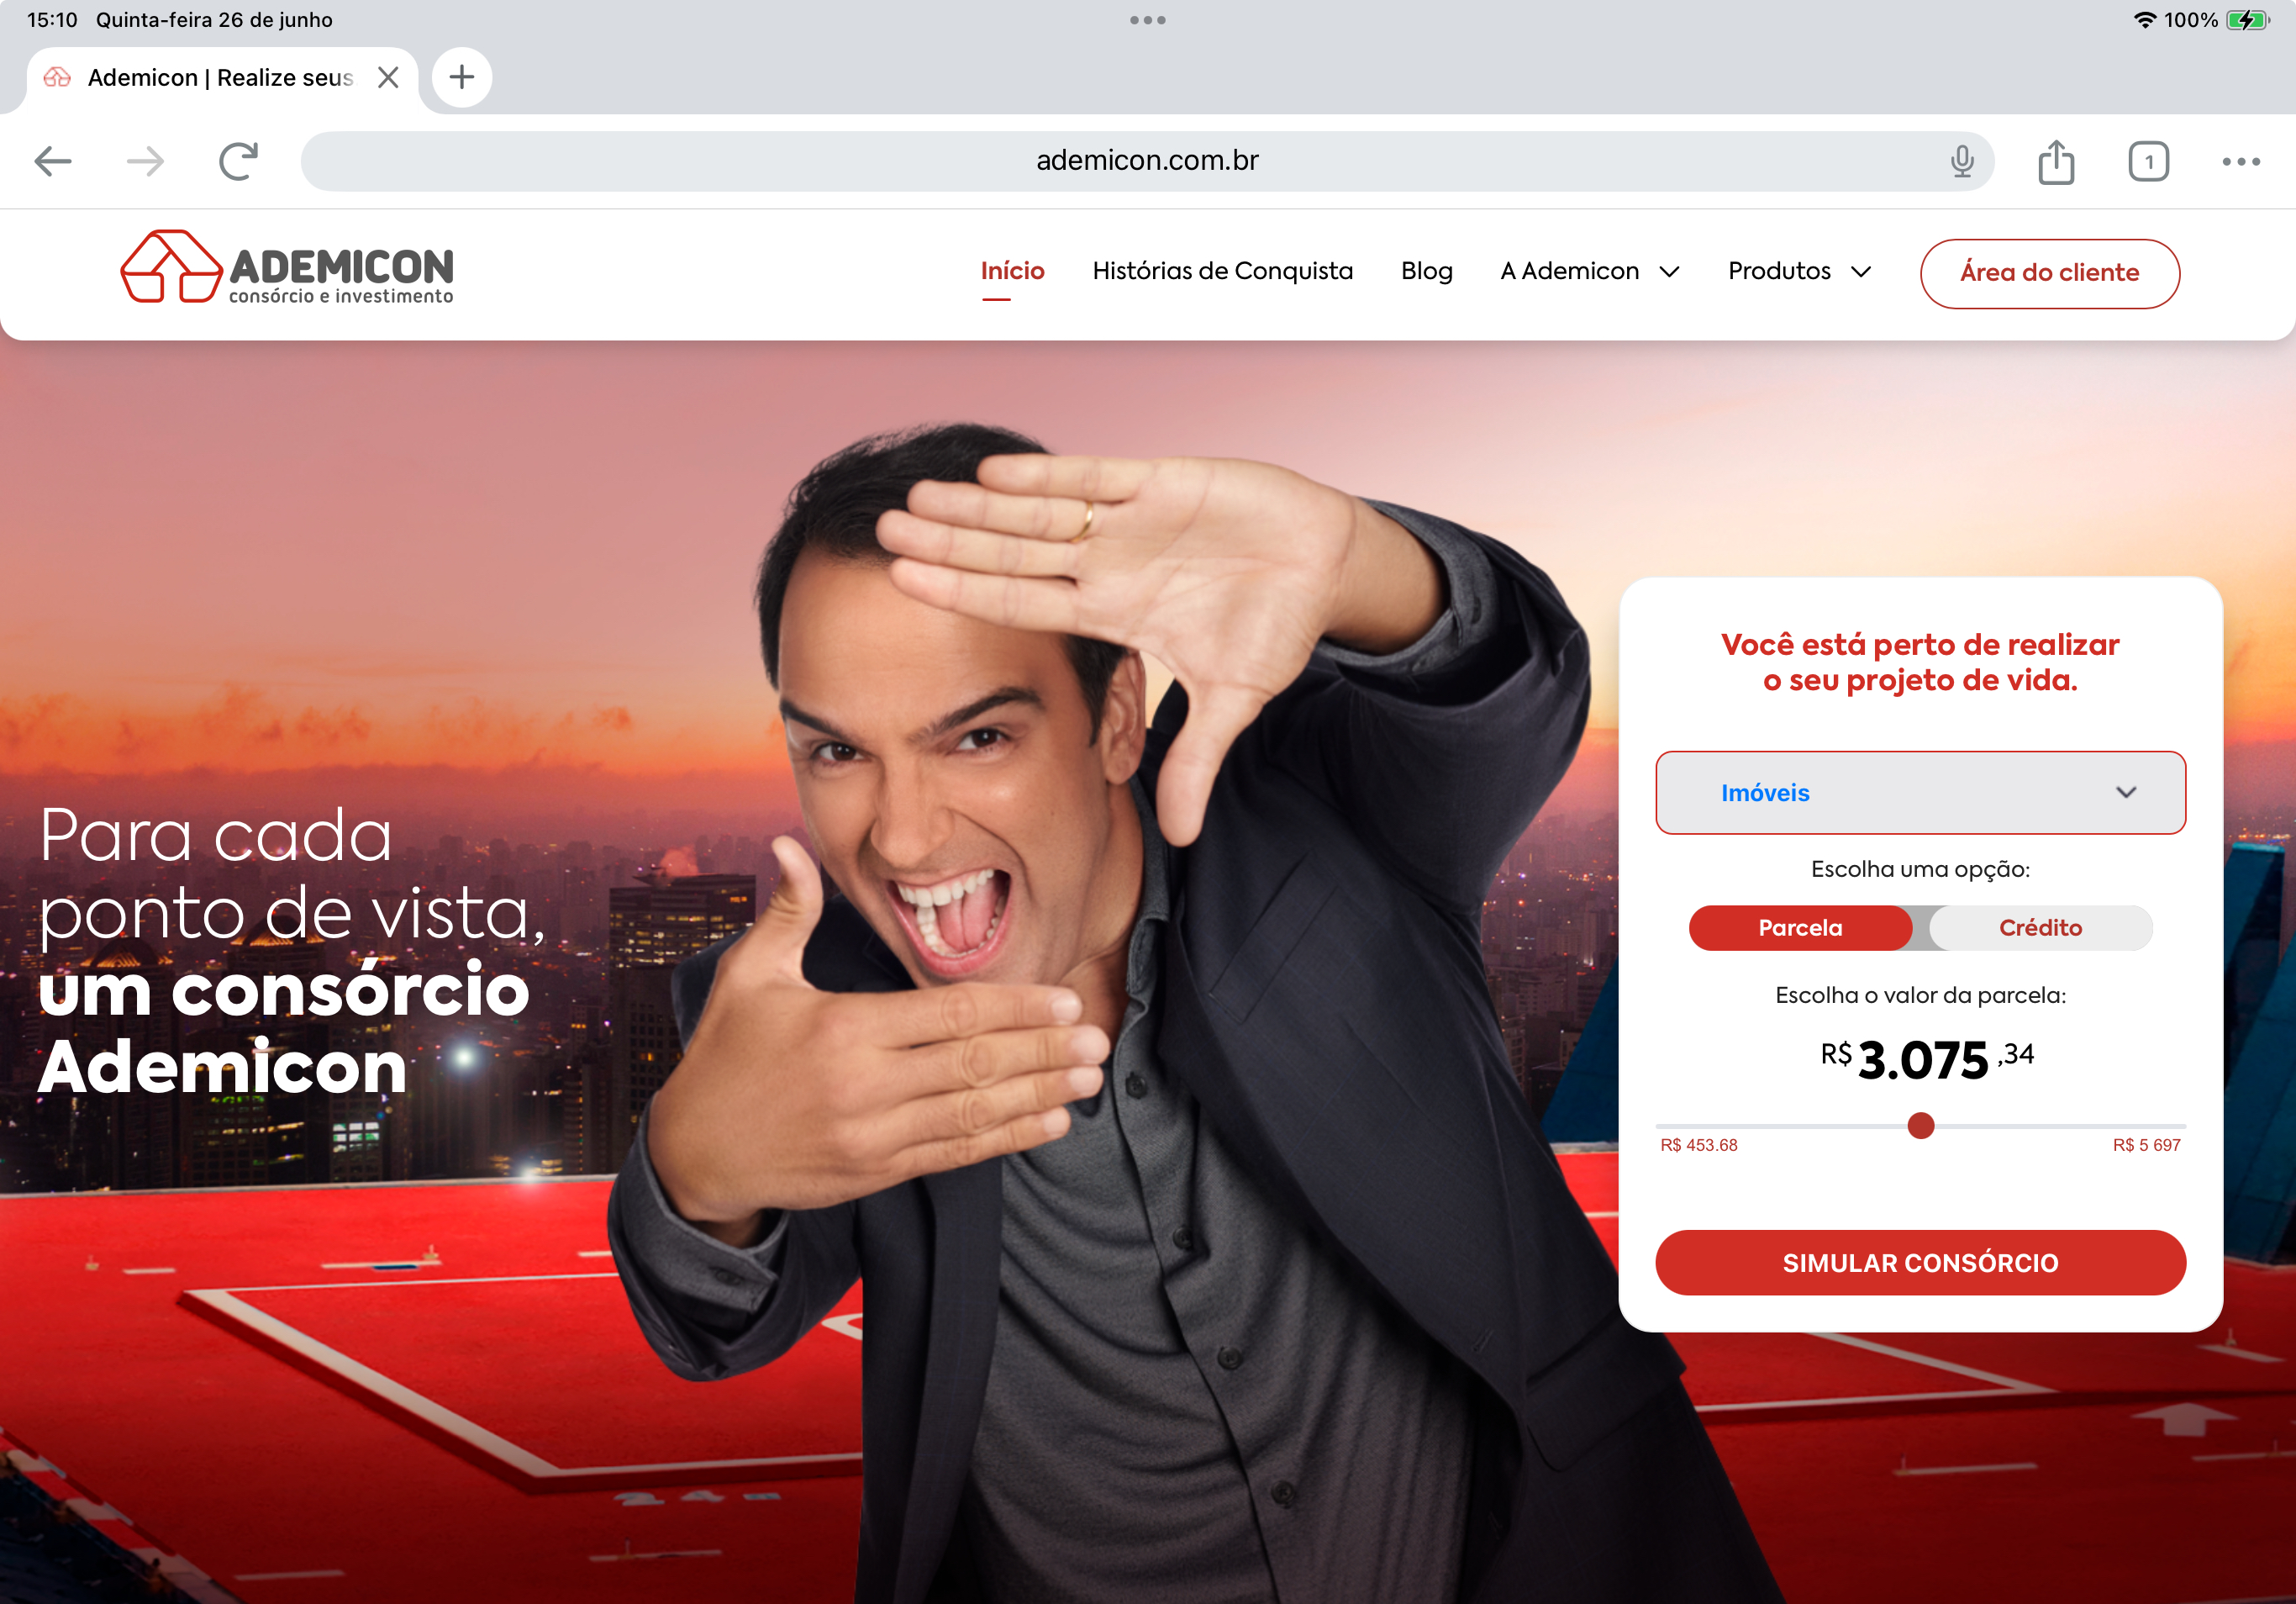 15:10 Quinta-feira 26 de junho
100%
Ademicon | Realize seus
ademicon.com.br
1
ADEMICON
consórcio e investimento
Início
Histórias de Conquista
Blog
A Ademicon
Produtos
Área do cliente
Para cada
ponto de vista,
um consórcio
Ademicon
Você está perto de realizar
o seu projeto de vida.
Imóveis
Escolha uma opção:
Parcela Crédito
Escolha o valor da parcela:
R$ 3.075 ,34
R$ 453.68 R$ 5 697
SIMULAR CONSÓRCIO